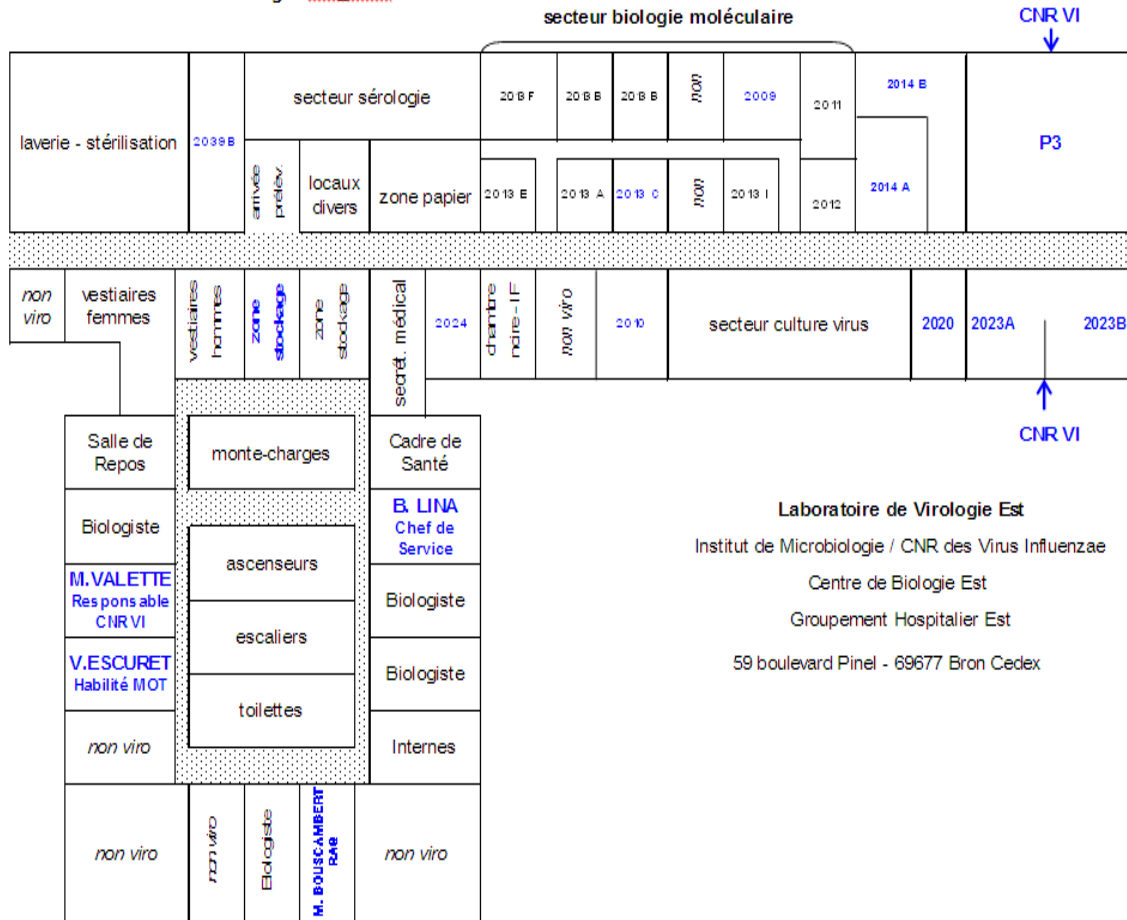 secteur biologie moléculaire
CNR VI
laverie - stérilisation
2039B
secteur sérologie
2013 F
2013 B
2013 B
non
2009
2011
2014 B
P3
arrivée
prélèv.
locaux
divers
zone papier
2013 E
2013 A
2013 C
non
2013 I
2012
2014 A
non
viro
vestiaires
femmes
vestiaires
hommes
zone
stockage
zone
stockage
secrét. médical
2024
chambre
noire - IF
non viro
2010
secteur culture virus
2020
2023A
2023B
CNR VI
Salle de
Repos
monte-charges
Cadre de
Santé
Biologiste
B. LINA
Chef de
Service
ascenseurs
M.VALETTE
Responsable
CNR VI
Biologiste
escaliers
V.ESCURET
Habilité MOT
Biologiste
toilettes
non viro
Internes
non viro
non viro
Biologiste
M. BOUSCAMBERT
RAQ
non viro
Laboratoire de Virologie Est
Institut de Microbiologie / CNR des Virus Influenzae
Centre de Biologie Est
Groupement Hospitalier Est
59 boulevard Pinel - 69677 Bron Cedex